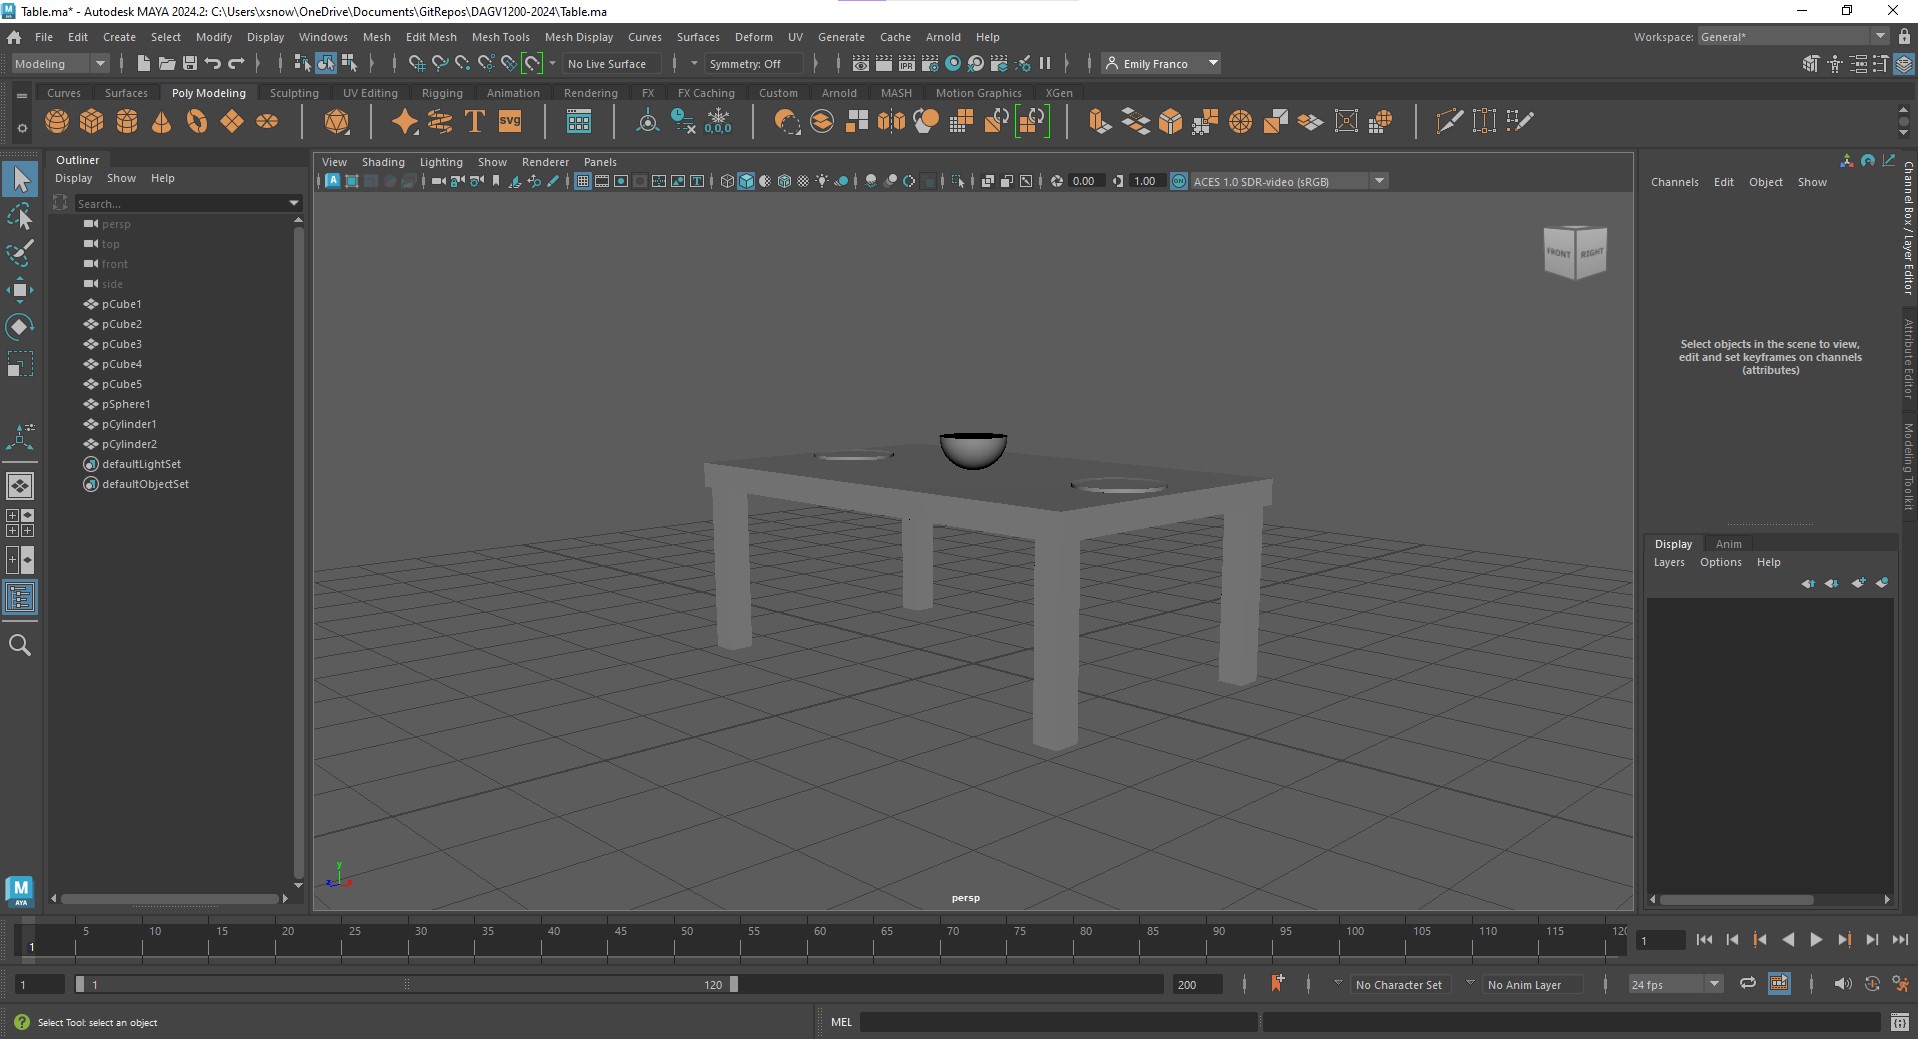 Table.ma* - Autodesk MAYA 2024.2: C:\Users\xsnow\OneDrive\Documents\GitRepos\DAGV1200-2024\Table.ma
File Edit Create Select Modify Display Windows Mesh Edit Mesh Mesh Tools Mesh Display Curves Surfaces Deform UV Generate Cache Arnold Help
Workspace: General*
Modeling No Live Surface Symmetry: Off IPR Emily Franco
Curves Surfaces Poly Modeling Sculpting UV Editing Rigging Animation Rendering FX FX Caching Custom Arnold MASH Motion Graphics XGen
T svg 0,0,0
Outliner
Display Show Help
Search...
persp
top
front
side
pCube1
pCube2
pCube3
pCube4
pCube5
pSphere1
pCylinder1
pCylinder2
defaultLightSet
defaultObjectSet
View Shading Lighting Show Renderer Panels
0.00 1.00 ON ACES 1.0 SDR-video (sRGB)
FRONT RIGHT
y
z x
persp
Channels Edit Object Show
Select objects in the scene to view,
edit and set keyframes on channels
(attributes)
Channel Box / Layer Editor
Attribute Editor
Modeling Toolkit
Display Anim
Layers Options Help
M
AYA
5 10 15 20 25 30 35 40 45 50 55 60 65 70 75 80 85 90 95 100 105 110 115 120
1
1
1 1 120 200 No Character Set No Anim Layer 24 fps
Select Tool: select an object
MEL